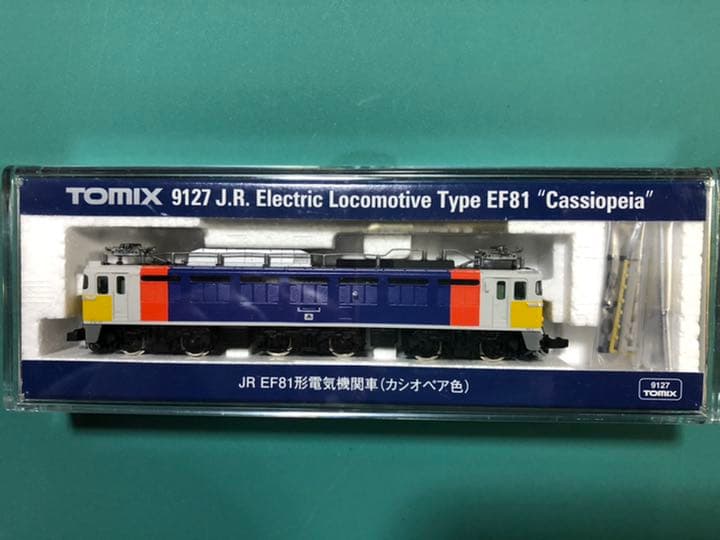 TOMIX 9127 J.R. Electric Locomotive Type EF81 "Cassiopeia"
JR EF81形電気機関車(カシオペア色)
9127
TOMIX